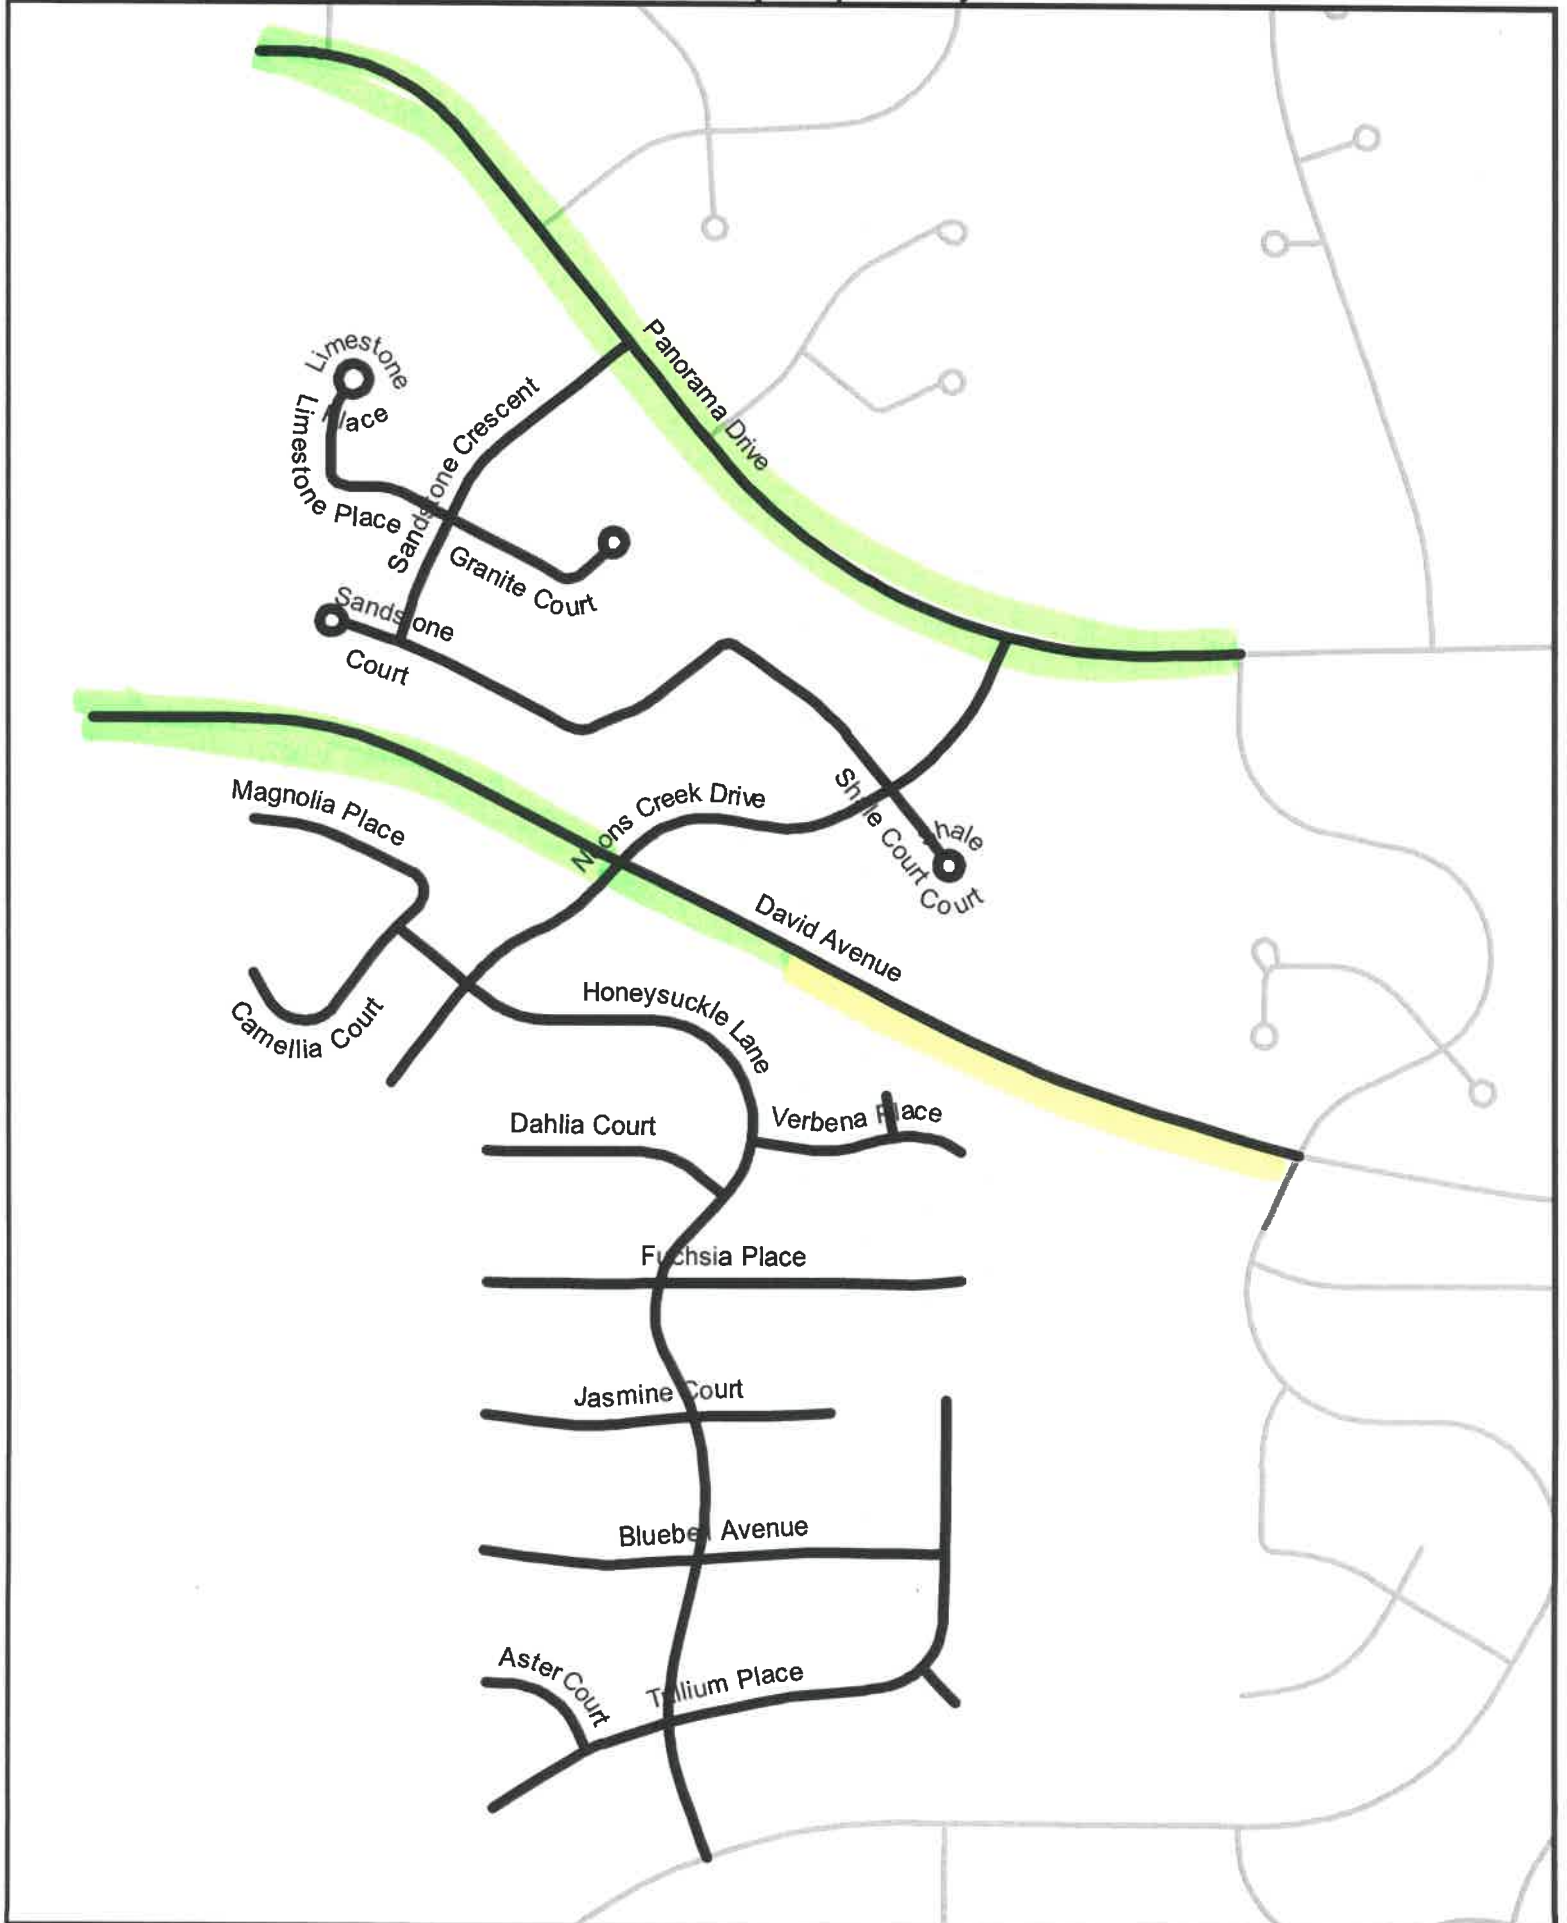 Panorama Drive
Limestone
Place
Limestone Place
Sandstone Crescent
Granite Court
Sandstone
Court
Magnolia Place
Noons Creek Drive
Shale Court
Shale
Court
David Avenue
Camellia Court
Honeysuckle Lane
Dahlia Court
Verbena Place
Fuchsia Place
Jasmine Court
Bluebell Avenue
Aster Court
Trillium Place